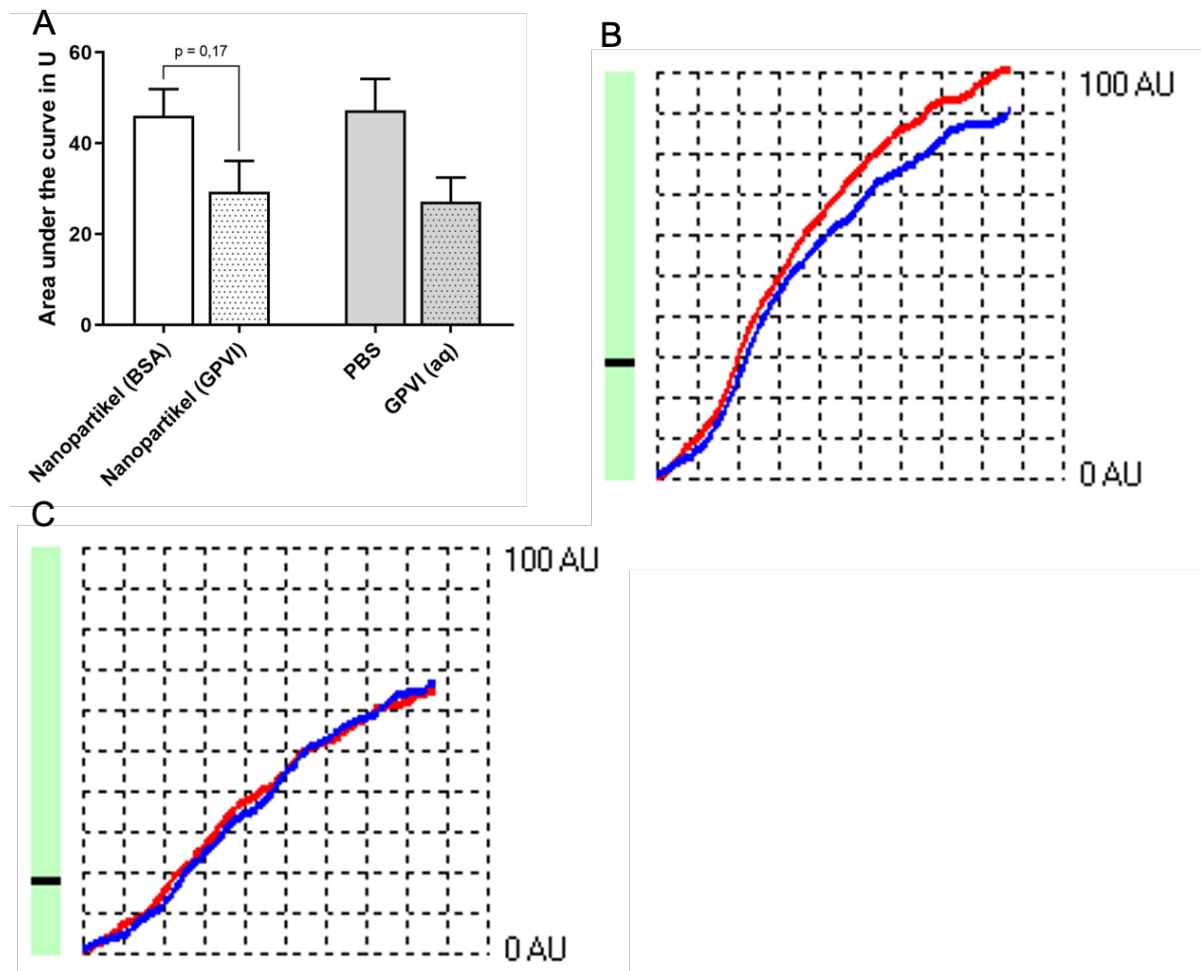 A
Area under the curve in U
60
40
20
0
p = 0,17
Nanopartikel (BSA)
Nanopartikel (GPVI)
PBS
GPVI (aq)
B
100 AU
0 AU
C
100 AU
0 AU